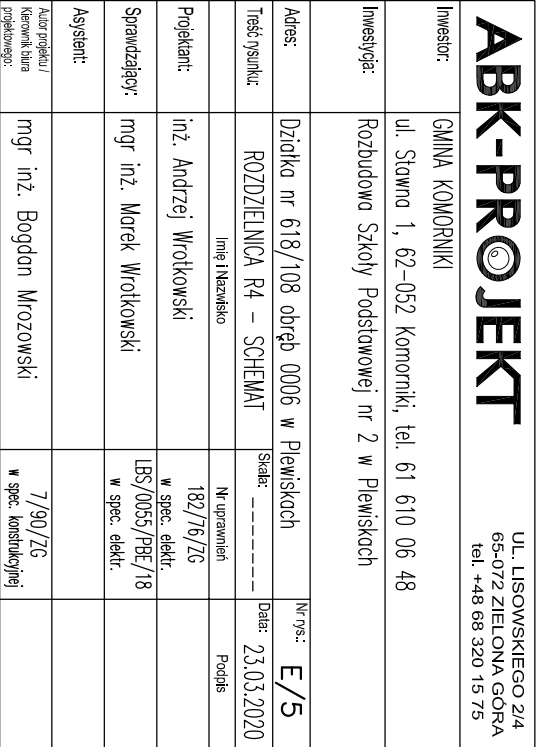 ABK-PROJEKT
UL. LISOWSKIEGO 2/4
65-072 ZIELONA GÓRA
tel. +48 68 320 15 75
Inwestor: GMINA KOMORNIKI
ul. Stawna 1, 62-052 Komorniki, tel. 61 610 06 48
Inwestycja: Rozbudowa Szkoły Podstawowej nr 2 w Plewiskach
Adres: Działka nr 618/108 obręb 0006 w Plewiskach
Nr rys.: E/5
Treść rysunku: ROZDZIELNICA R4 - SCHEMAT
Skala: --------
Data: 23.03.2020
Imię i Nazwisko Nr uprawnień Podpis
Projektant: inż. Andrzej Wrotkowski 182/76/ZG
w spec. elektr.
Sprawdzający: mgr inż. Marek Wrotkowski LBS/0055/PBE/18
w spec. elektr.
Asystent:
Autor projektu /
Kierownik biura
projektowego:
mgr inż. Bogdan Mrozowski 7/90/ZG
w spec. konstrukcyjnej